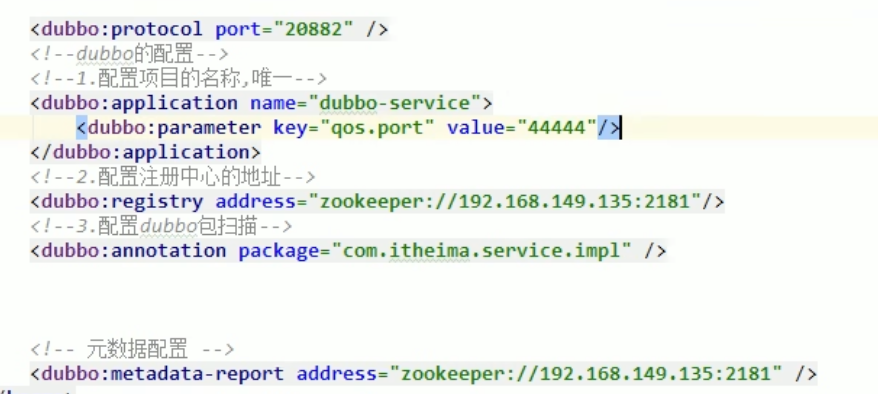 <dubbo:protocol port="20882" />
<!--dubbo的配置-->
<!--1.配置项目的名称,唯一-->
<dubbo:application name="dubbo-service">
<dubbo:parameter key="qos.port" value="44444"/>
</dubbo:application>
<!--2.配置注册中心的地址-->
<dubbo:registry address="zookeeper://192.168.149.135:2181"/>
<!--3.配置dubbo包扫描-->
<dubbo:annotation package="com.itheima.service.impl" />
<!-- 元数据配置 -->
<dubbo:metadata-report address="zookeeper://192.168.149.135:2181" />